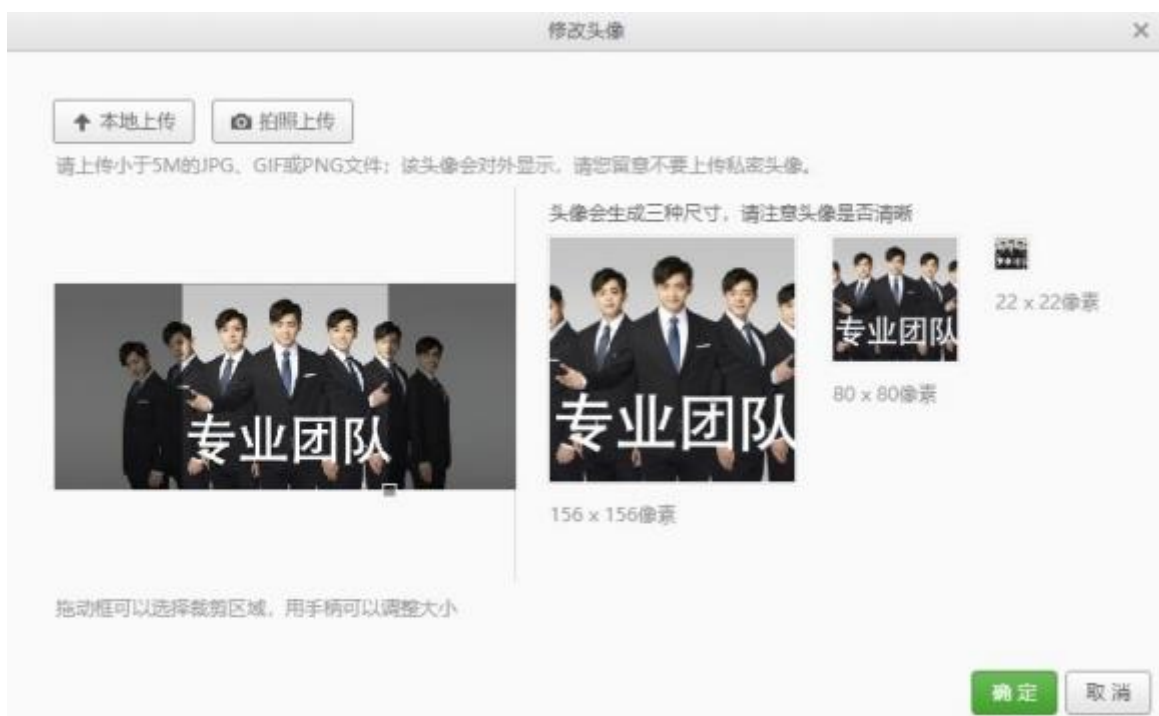 修改头像
本地上传 拍照上传
请上传小于5M的JPG、GIF或PNG文件；该头像会对外显示，请您留意不要上传私密头像。
头像会生成三种尺寸，请注意头像是否清晰
专业团队
专业团队
专业团队
专业团队
22 x 22像素
80 x 80像素
156 x 156像素
拖动框可以选择裁剪区域，用手柄可以调整大小
确定 取消